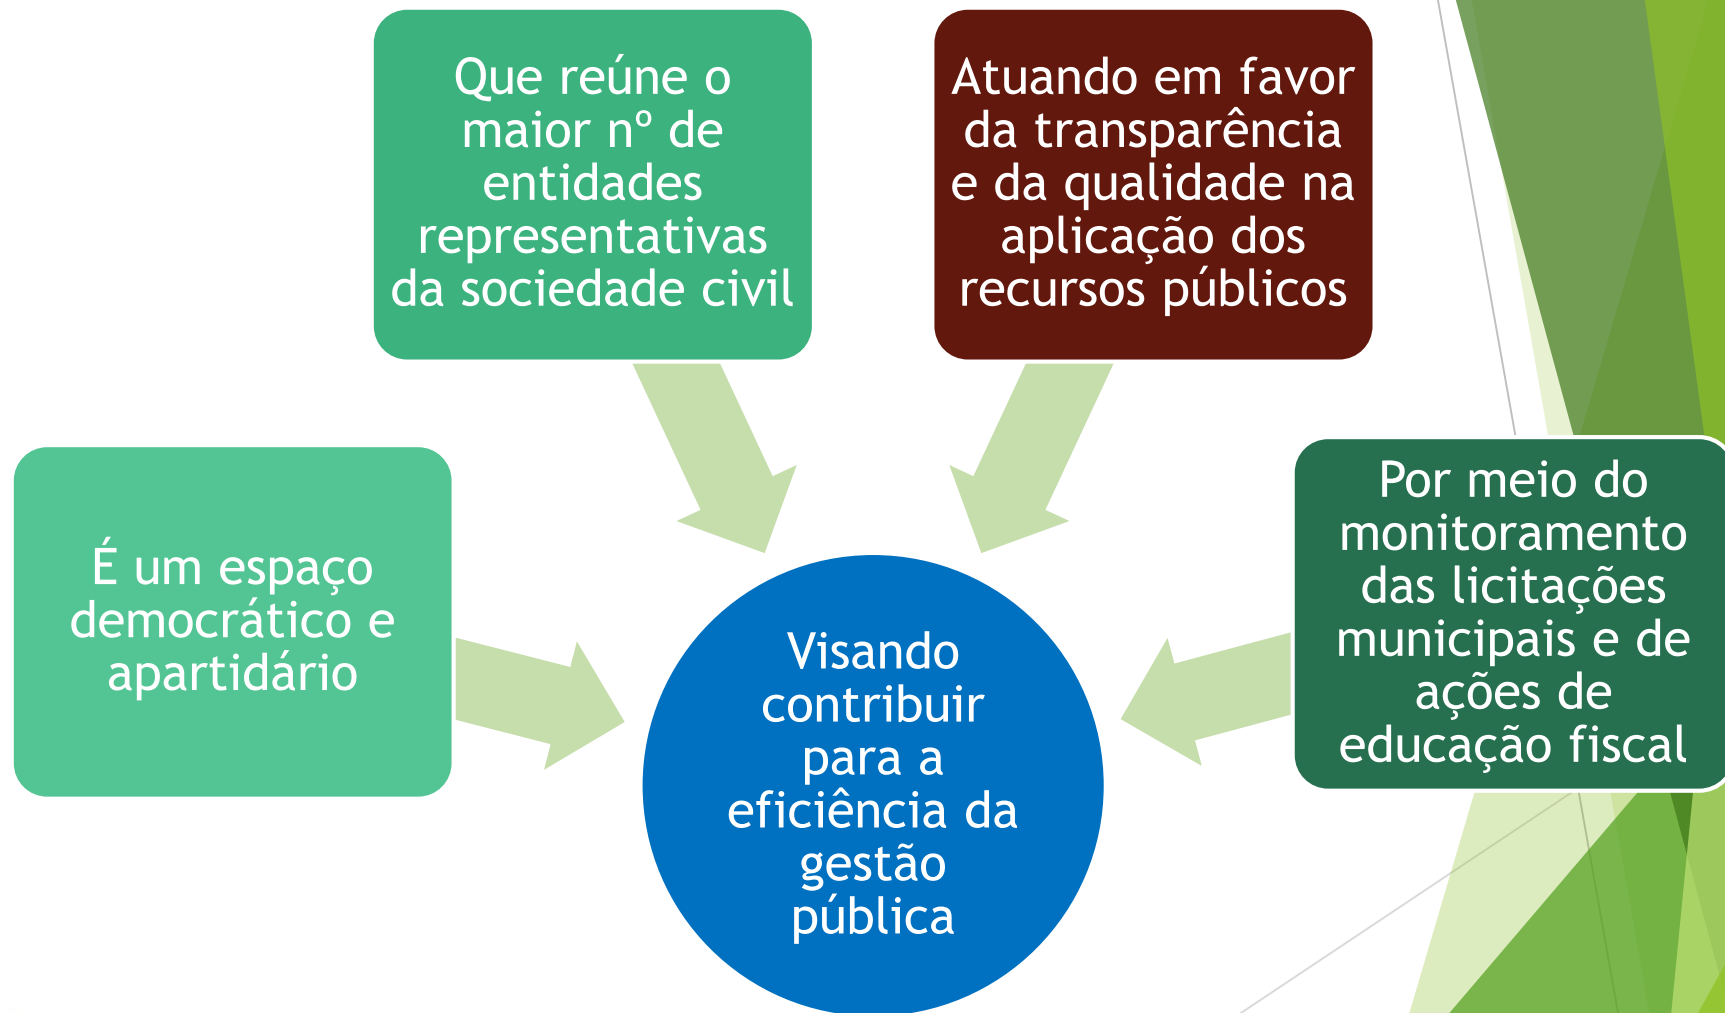 É um espaço
democrático e
apartidário
Que reúne o
maior nº de
entidades
representativas
da sociedade civil
Atuando em favor
da transparência
e da qualidade na
aplicação dos
recursos públicos
Por meio do
monitoramento
das licitações
municipais e de
ações de
educação fiscal
Visando
contribuir
para a
eficiência da
gestão
pública